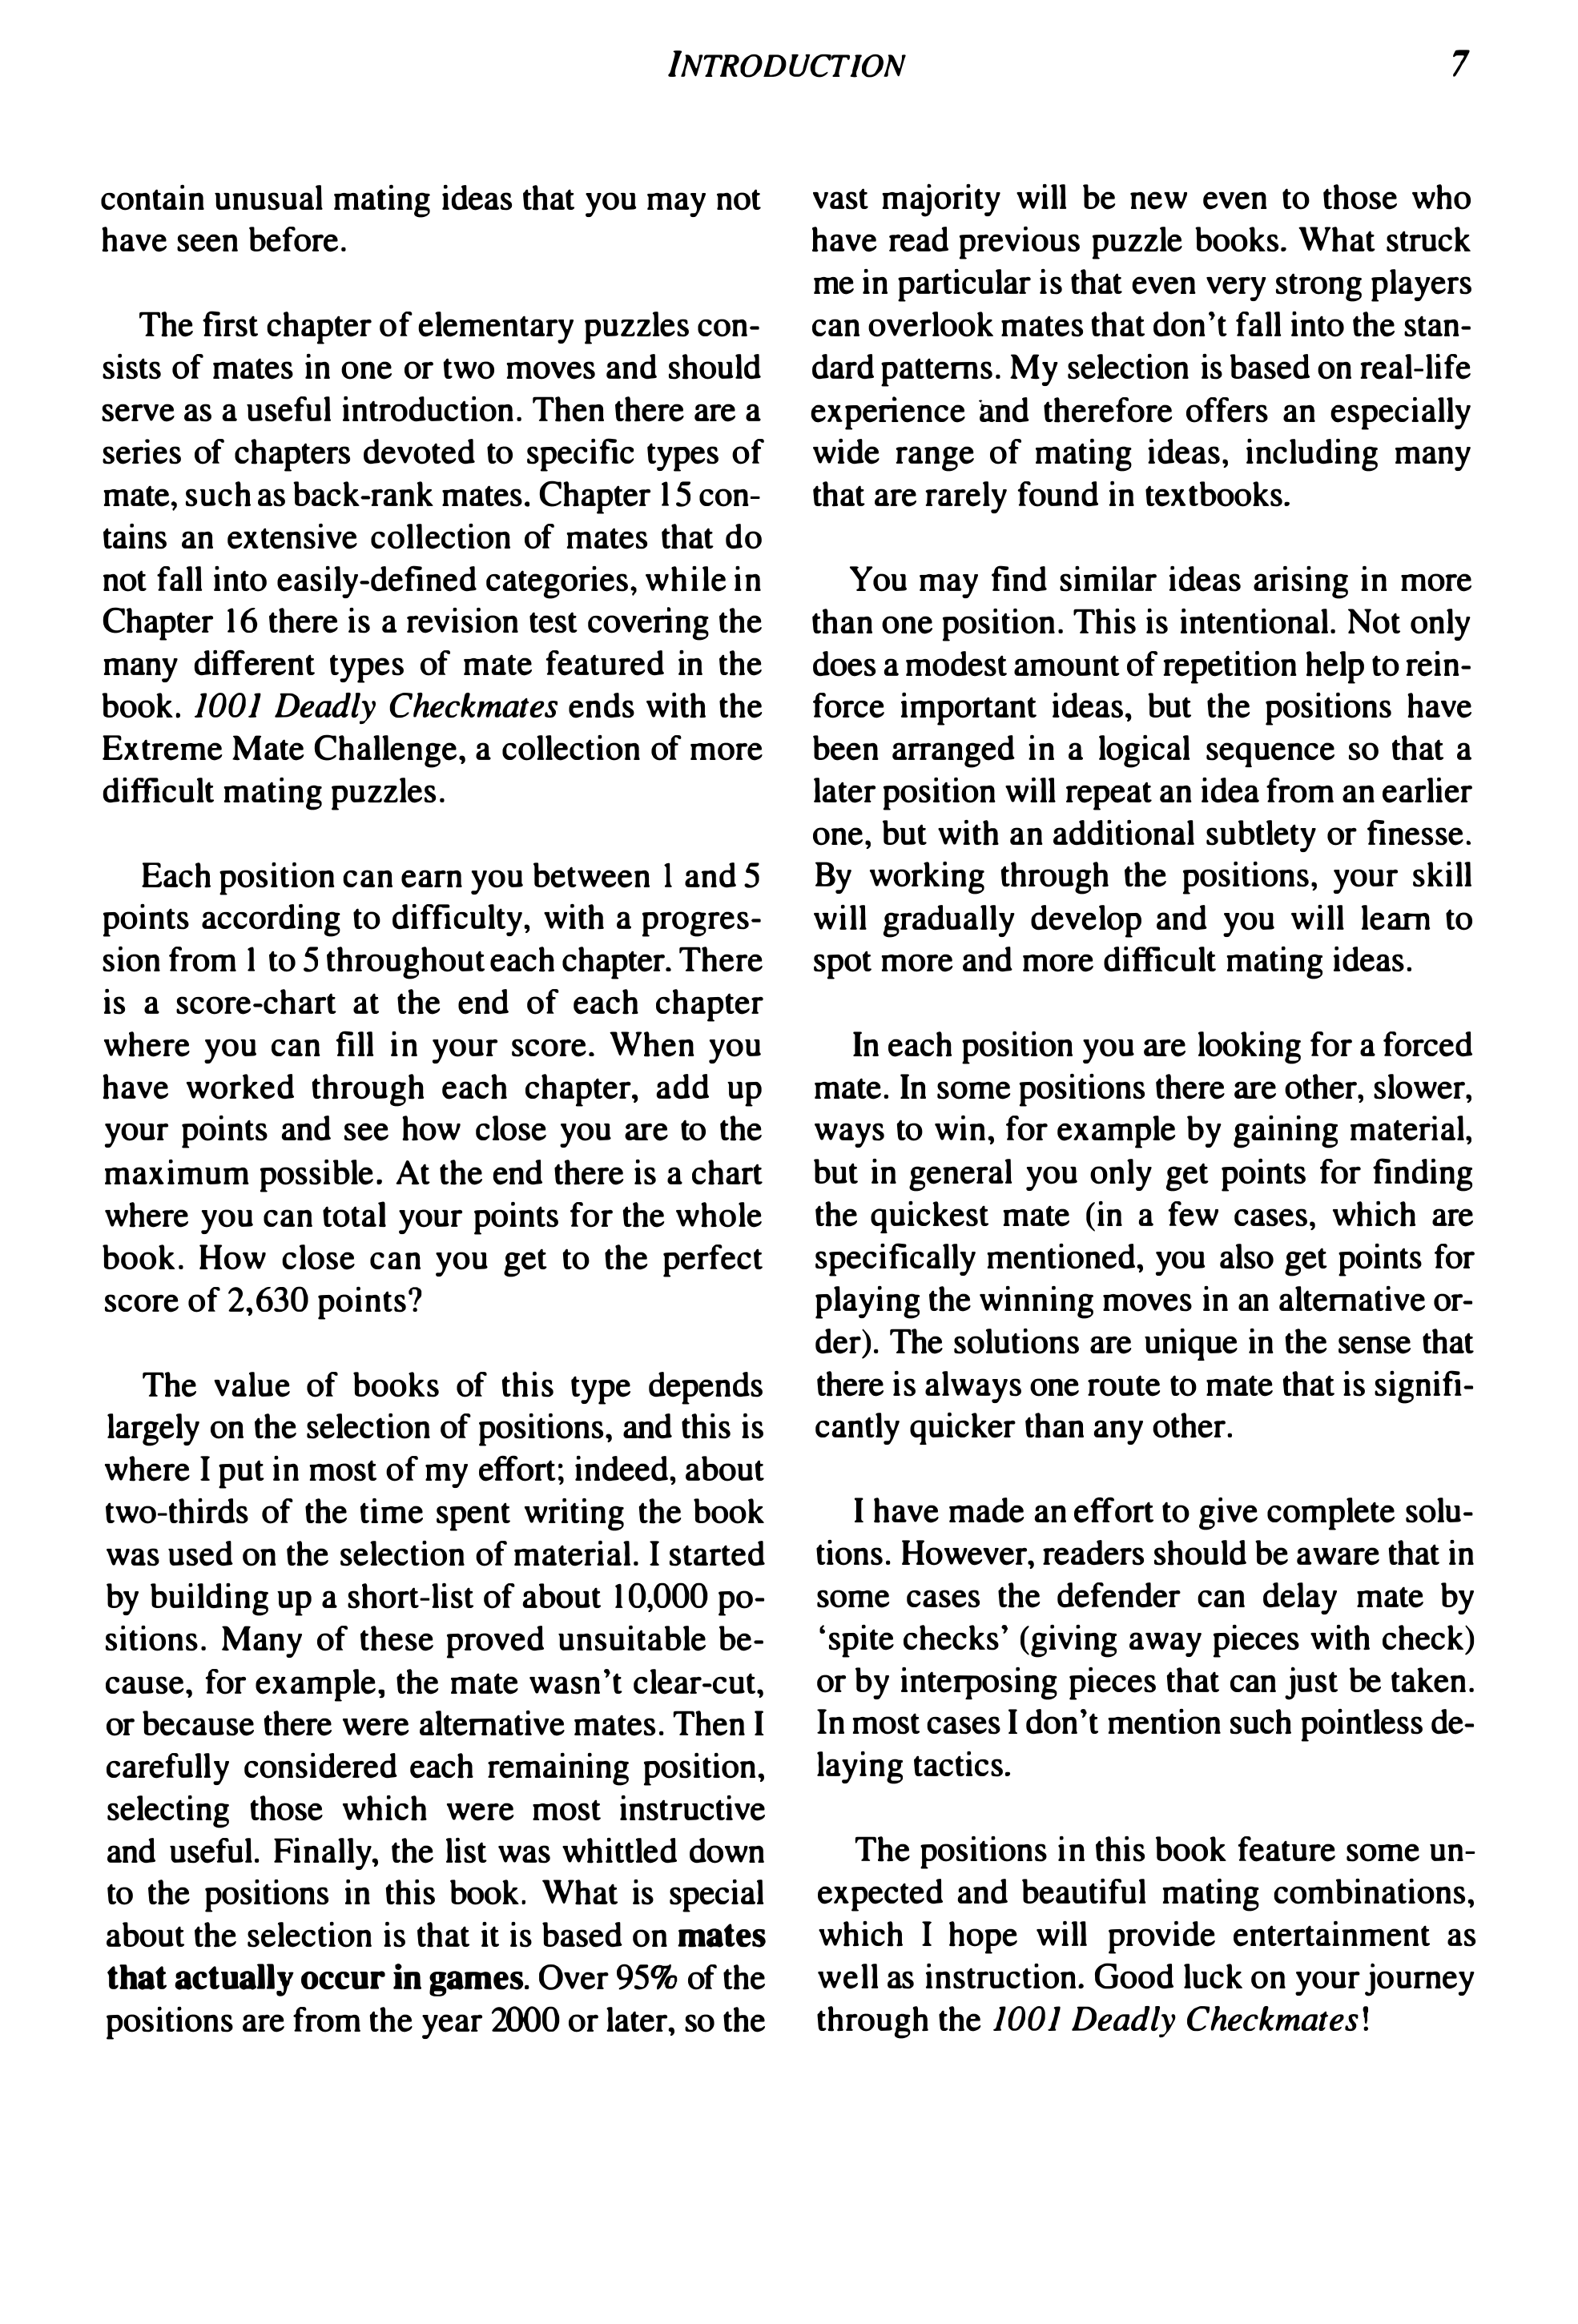 INTRODUCTION 7
contain unusual mating ideas that you may not
have seen before.
The first chapter of elementary puzzles con-
sists of mates in one or two moves and should
serve as a useful introduction. Then there are a
series of chapters devoted to specific types of
mate, such as back-rank mates. Chapter 15 con-
tains an extensive collection of mates that do
not fall into easily-defined categories, while in
Chapter 16 there is a revision test covering the
many different types of mate featured in the
book. 1001 Deadly Checkmates ends with the
Extreme Mate Challenge, a collection of more
difficult mating puzzles.
Each position can earn you between 1 and 5
points according to difficulty, with a progres-
sion from 1 to 5 throughout each chapter. There
is a score-chart at the end of each chapter
where you can fill in your score. When you
have worked through each chapter, add up
your points and see how close you are to the
maximum possible. At the end there is a chart
where you can total your points for the whole
book. How close can you get to the perfect
score of 2,630 points?
The value of books of this type depends
largely on the selection of positions, and this is
where I put in most of my effort; indeed, about
two-thirds of the time spent writing the book
was used on the selection of material. I started
by building up a short-list of about 10,000 po-
sitions. Many of these proved unsuitable be-
cause, for example, the mate wasn't clear-cut,
or because there were alternative mates. Then I
carefully considered each remaining position,
selecting those which were most instructive
and useful. Finally, the list was whittled down
to the positions in this book. What is special
about the selection is that it is based on mates
that actually occur in games. Over 95% of the
positions are from the year 2000 or later, so the
vast majority will be new even to those who
have read previous puzzle books. What struck
me in particular is that even very strong players
can overlook mates that don't fall into the stan-
dard patterns. My selection is based on real-life
experience and therefore offers an especially
wide range of mating ideas, including many
that are rarely found in textbooks.
You may find similar ideas arising in more
than one position. This is intentional. Not only
does a modest amount of repetition help to rein-
force important ideas, but the positions have
been arranged in a logical sequence so that a
later position will repeat an idea from an earlier
one, but with an additional subtlety or finesse.
By working through the positions, your skill
will gradually develop and you will learn to
spot more and more difficult mating ideas.
In each position you are looking for a forced
mate. In some positions there are other, slower,
ways to win, for example by gaining material,
but in general you only get points for finding
the quickest mate (in a few cases, which are
specifically mentioned, you also get points for
playing the winning moves in an alternative or-
der). The solutions are unique in the sense that
there is always one route to mate that is signifi-
cantly quicker than any other.
I have made an effort to give complete solu-
tions. However, readers should be aware that in
some cases the defender can delay mate by
'spite checks' (giving away pieces with check)
or by interposing pieces that can just be taken.
In most cases I don't mention such pointless de-
laying tactics.
The positions in this book feature some un-
expected and beautiful mating combinations,
which I hope will provide entertainment as
well as instruction. Good luck on your journey
through the 1001 Deadly Checkmates!